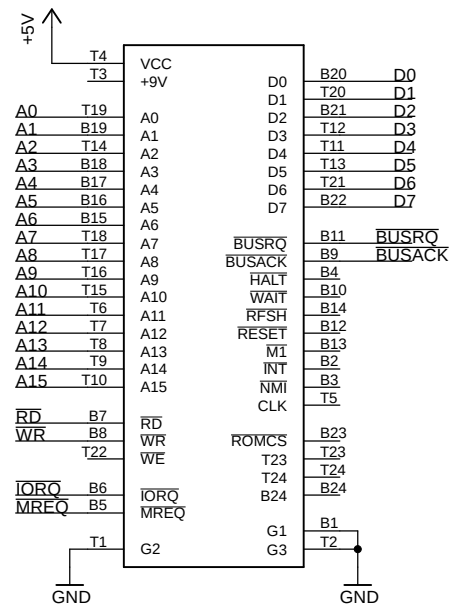 +5V
T4 VCC
T3 +9V
A0 T19 A0
A1 B19 A1
A2 T14 A2
A3 B18 A3
A4 B17 A4
A5 B16 A5
A6 B15 A6
A7 T18 A7
A8 T17 A8
A9 T16 A9
A10 T15 A10
A11 T6 A11
A12 T7 A12
A13 T8 A13
A14 T9 A14
A15 T10 A15
RD B7 RD
WR B8 WR
T22 WE
IORQ B6 IORQ
MREQ B5 MREQ
T1 G2
GND
D0 B20 D0
D1 T20 D1
D2 B21 D2
D3 T12 D3
D4 T11 D4
D5 T13 D5
D6 T21 D6
D7 B22 D7
BUSRQ B11 BUSRQ
BUSACK B9 BUSACK
HALT B4
WAIT B10
RFSH B14
RESET B12
M1 B13
INT B2
NMI B3
CLK T5
ROMCS B23
T23 T23
T24 T24
B24 B24
G1 B1
G3 T2
GND